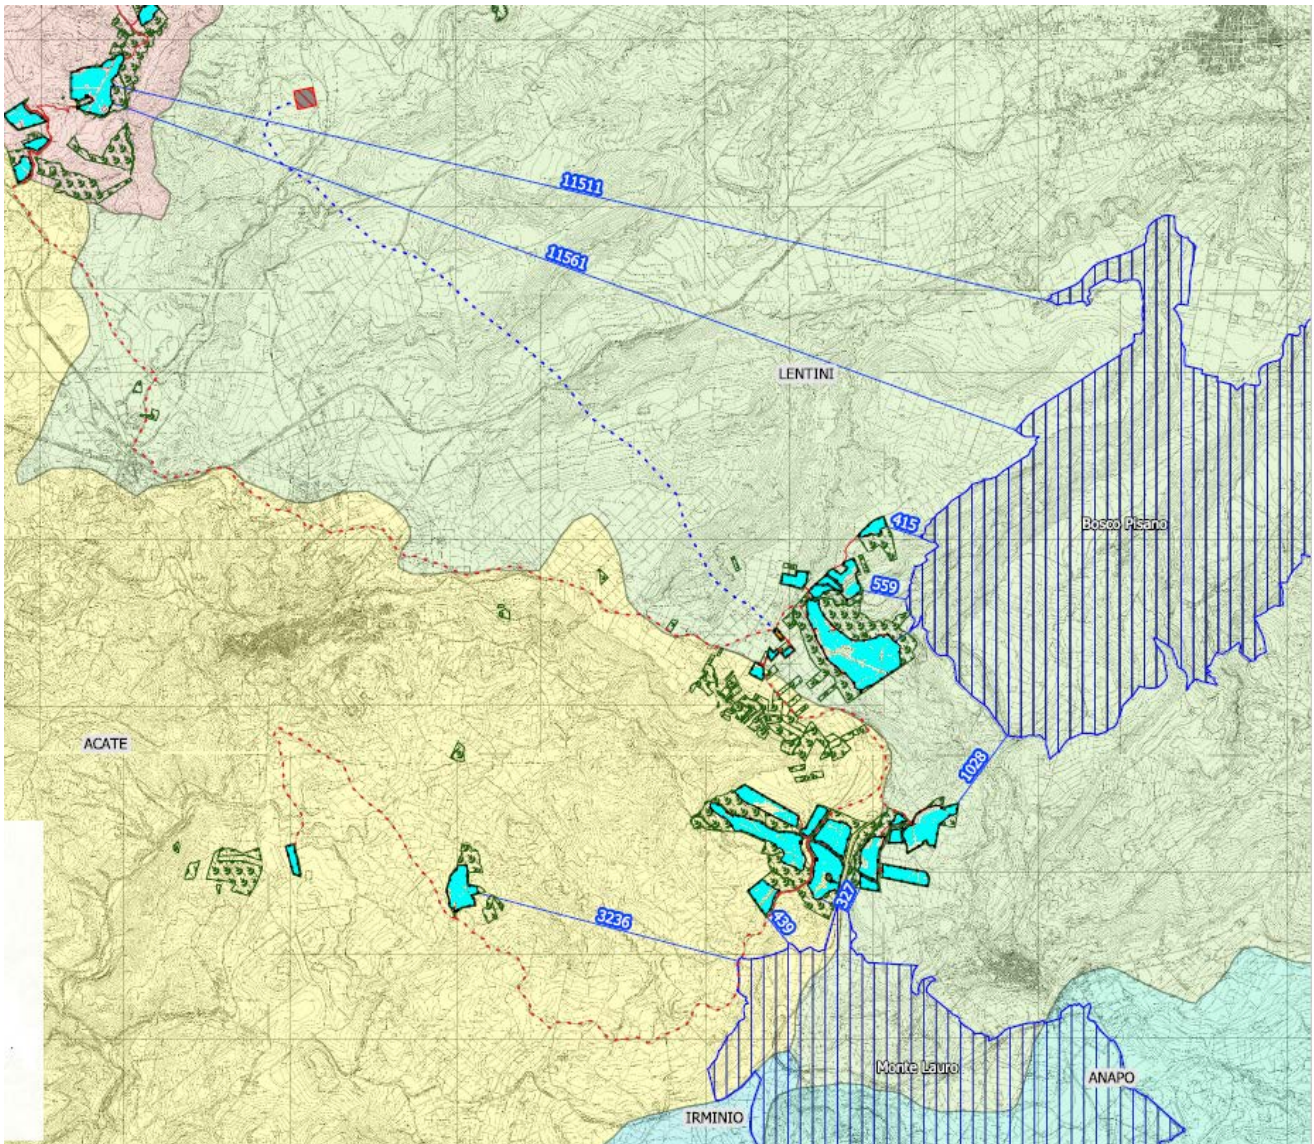 11511
11561
LENTINI
415
Bosco Pisano
559
ACATE
1028
327
3236
439
Monte Lauro
ANAPO
IRMINIO